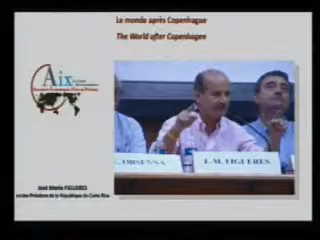 Le monde après Copenhague
The World after Copenhagen
Aix
C. OBSENNA
J.-M. FIGUERES
José María FIGUERES
Ancien Président de la République du Costa Rica